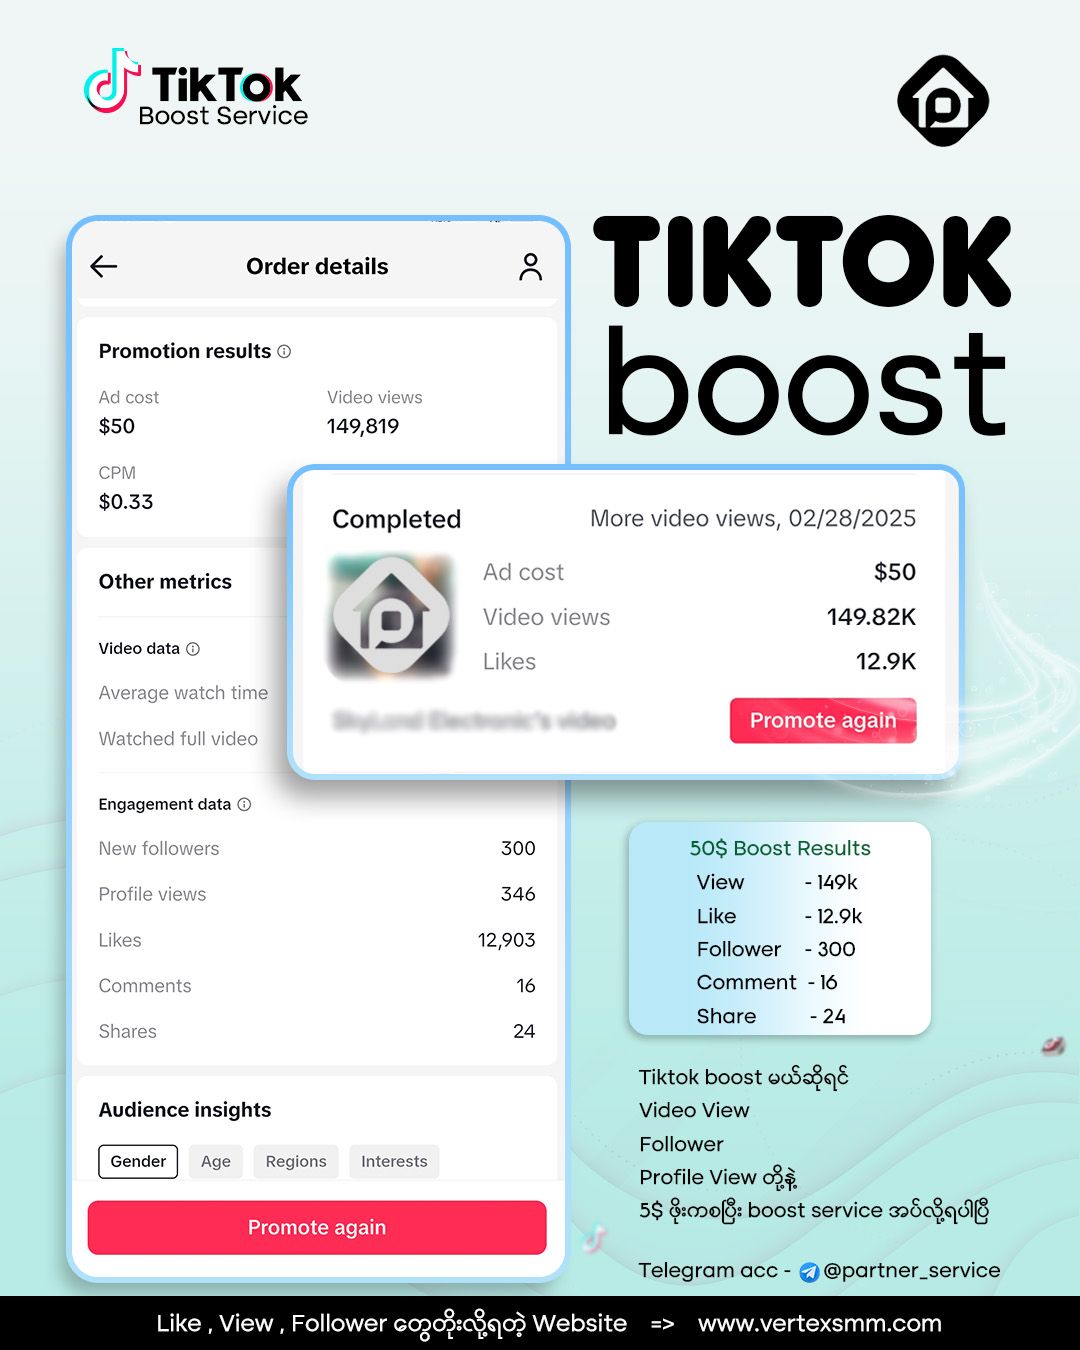 TikTok
Boost Service
TIKTOK
boost
Order details
Promotion results
Ad cost
Video views
$50
149,819
CPM
$0.33
Completed
More video views, 02/28/2025
Ad cost
$50
Video views
149.82K
Likes
12.9K
SkyLand Electronic's video
Promote again
Other metrics
Video data
Average watch time
Watched full video
Engagement data
New followers
300
Profile views
346
Likes
12,903
Comments
16
Shares
24
Audience insights
Gender
Age
Regions
Interests
Promote again
50$ Boost Results
View - 149k
Like - 12.9k
Follower - 300
Comment - 16
Share - 24
Tiktok boost မယ်ဆိုရင်
Video View
Follower
Profile View တို့နဲ့
5$ ဖိုးကစပြီး boost service အပ်လို့ရပါပြီ
Telegram acc - @partner_service
Like , View , Follower တွေတိုးလို့ရတဲ့ Website => www.vertexsmm.com